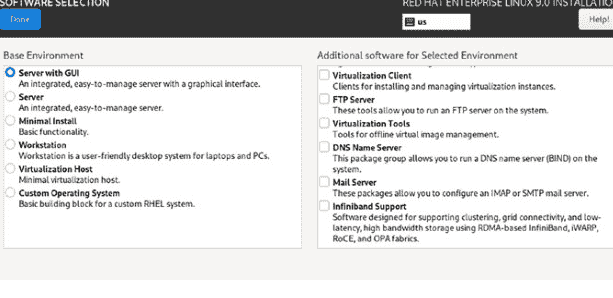 SOFTWARE SELECTION
RED HAT ENTERPRISE LINUX 9.0 INSTALLATIO
Done
us
Help!
Base Environment
Server with GUI
An integrated, easy-to-manage server with a graphical interface.
Server
An integrated, easy-to-manage server.
Minimal Install
Basic functionality.
Workstation
Workstation is a user-friendly desktop system for laptops and PCs.
Virtualization Host
Minimal virtualization host.
Custom Operating System
Basic building block for a custom RHEL system.
Additional software for Selected Environment
Virtualization Client
Clients for installing and managing virtualization instances.
FTP Server
These tools allow you to run an FTP server on the system.
Virtualization Tools
Tools for offline virtual image management.
DNS Name Server
This package group allows you to run a DNS name server (BIND) on the
system.
Mail Server
These packages allow you to configure an IMAP or SMTP mail server.
Infiniband Support
Software designed for supporting clustering, grid connectivity, and low-
latency, high bandwidth storage using RDMA-based InfiniBand, iWARP,
RoCE, and OPA fabrics.